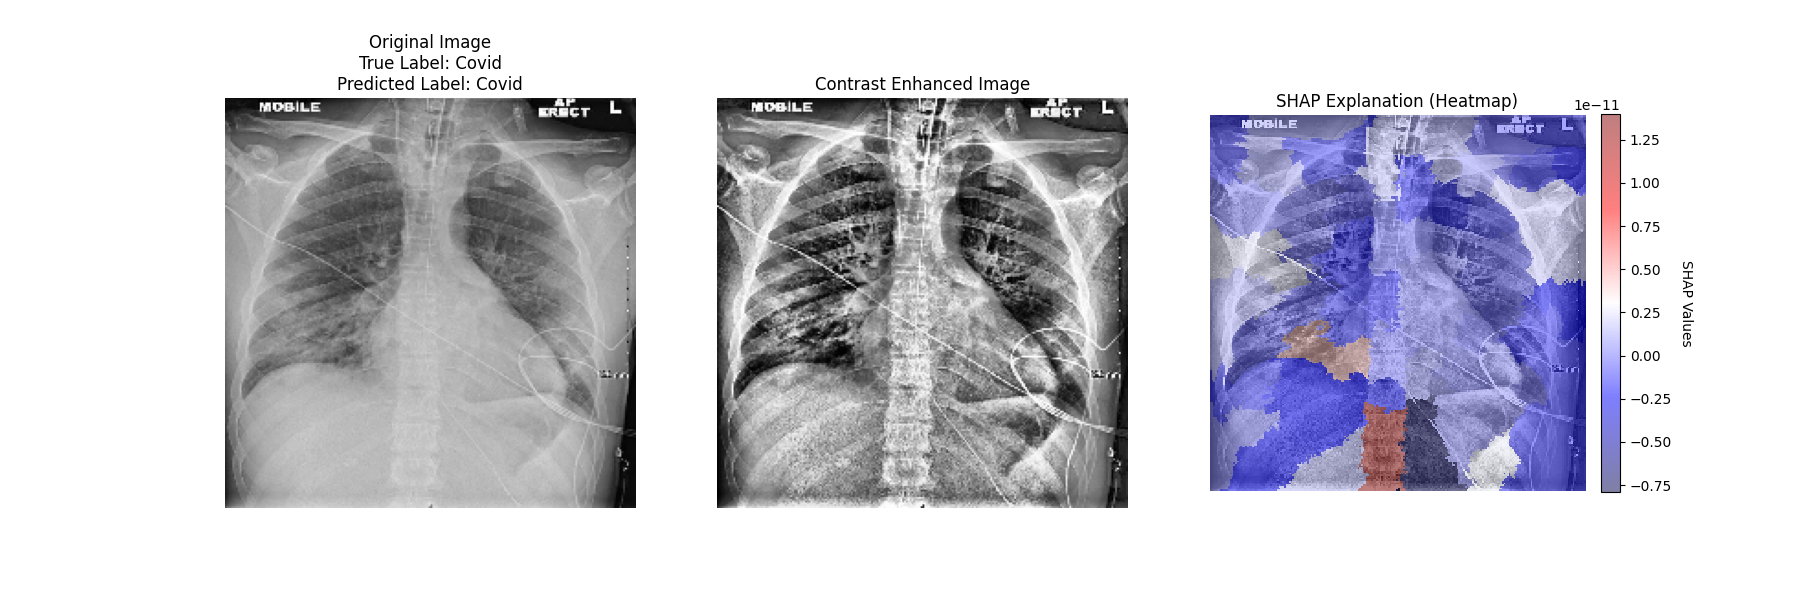 Original Image
True Label: Covid
Predicted Label: Covid
MOBILE
AP
ERECT
L
Contrast Enhanced Image
MOBILE
AP
ERECT
L
SHAP Explanation (Heatmap)
1e−11
MOBILE
AP
ERECT
L
1.25
1.00
0.75
0.50
0.25
0.00
−0.25
−0.50
−0.75
SHAP Values